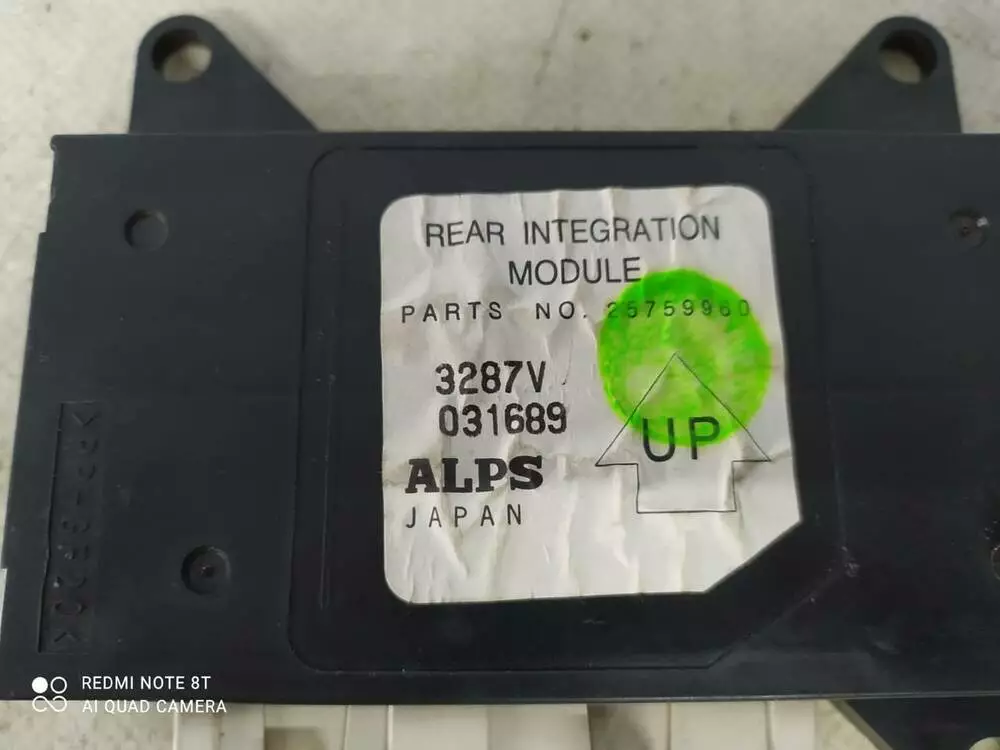 REAR INTEGRATION
MODULE
PARTS NO. 25759960
3287V
031689
UP
ALPS
JAPAN
REDMI NOTE 8T
AI QUAD CAMERA